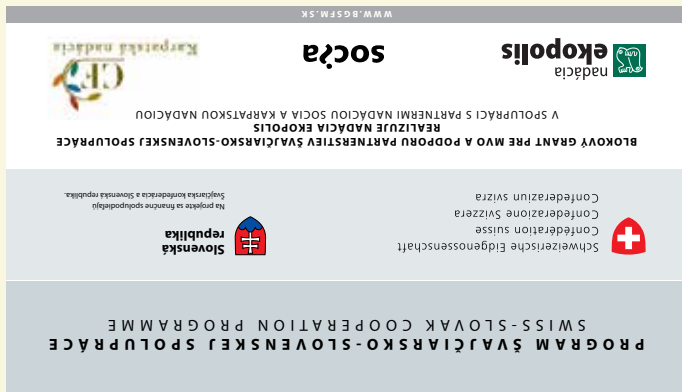 PROGRAM ŠVAJČIARSKO-SLOVENSKEJ SPOLUPRÁCE
SWISS-SLOVAK COOPERATION PROGRAMME
Schweizerische Eidgenossenschaft
Confédération suisse
Confederazione Svizzera
Confederaziun svizra
Slovenská
republika
Na projekte sa finančne spolupodieľajú
Švajčiarska konfederácia a Slovenská republika.
BLOKOVÝ GRANT PRE MVO A PODPORU PARTNERSTIEV ŠVAJČIARSKO-SLOVENSKEJ SPOLUPRÁCE
REALIZUJE NADÁCIA EKOPOLIS
V SPOLUPRÁCI S PARTNERMI NADÁCIOU SOCIA A KARPATSKOU NADÁCIOU
nadácia
ekopolis
soc?a
CF
Karpatská nadácia
WWW.BGSFM.SK